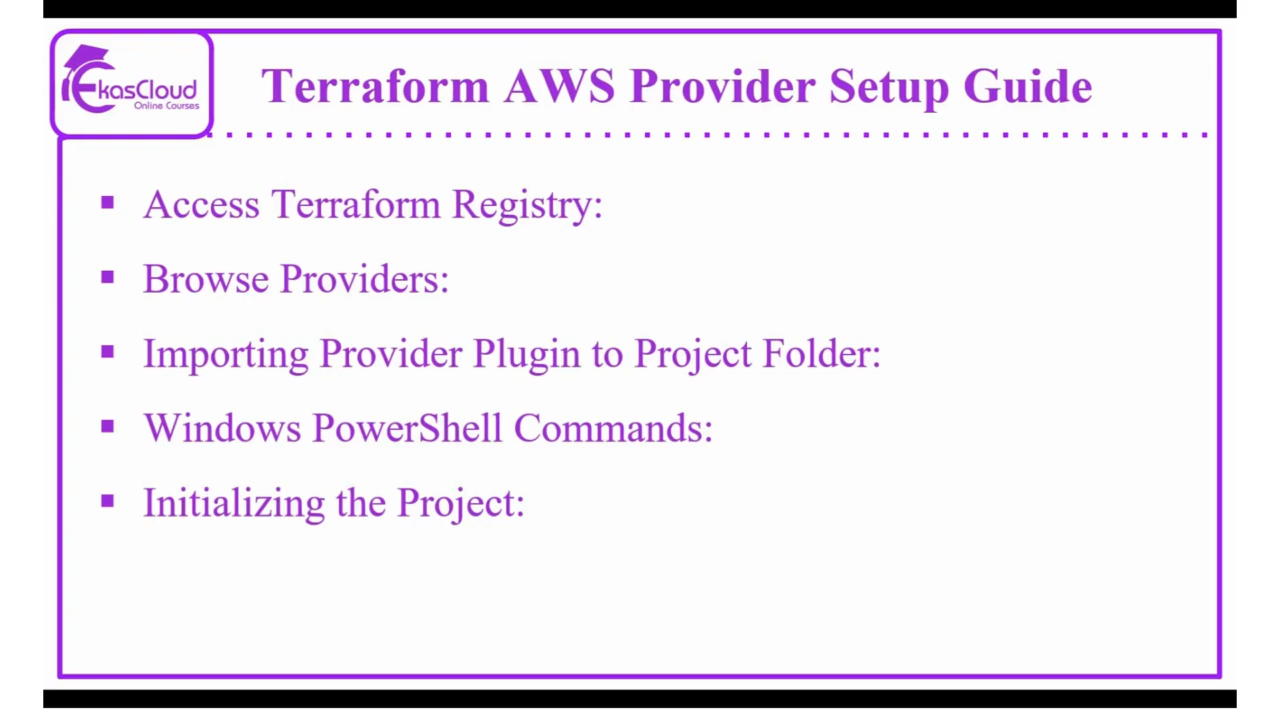 EkasCloud
Online Courses
Terraform AWS Provider Setup Guide
Access Terraform Registry:
Browse Providers:
Importing Provider Plugin to Project Folder:
Windows PowerShell Commands:
Initializing the Project: